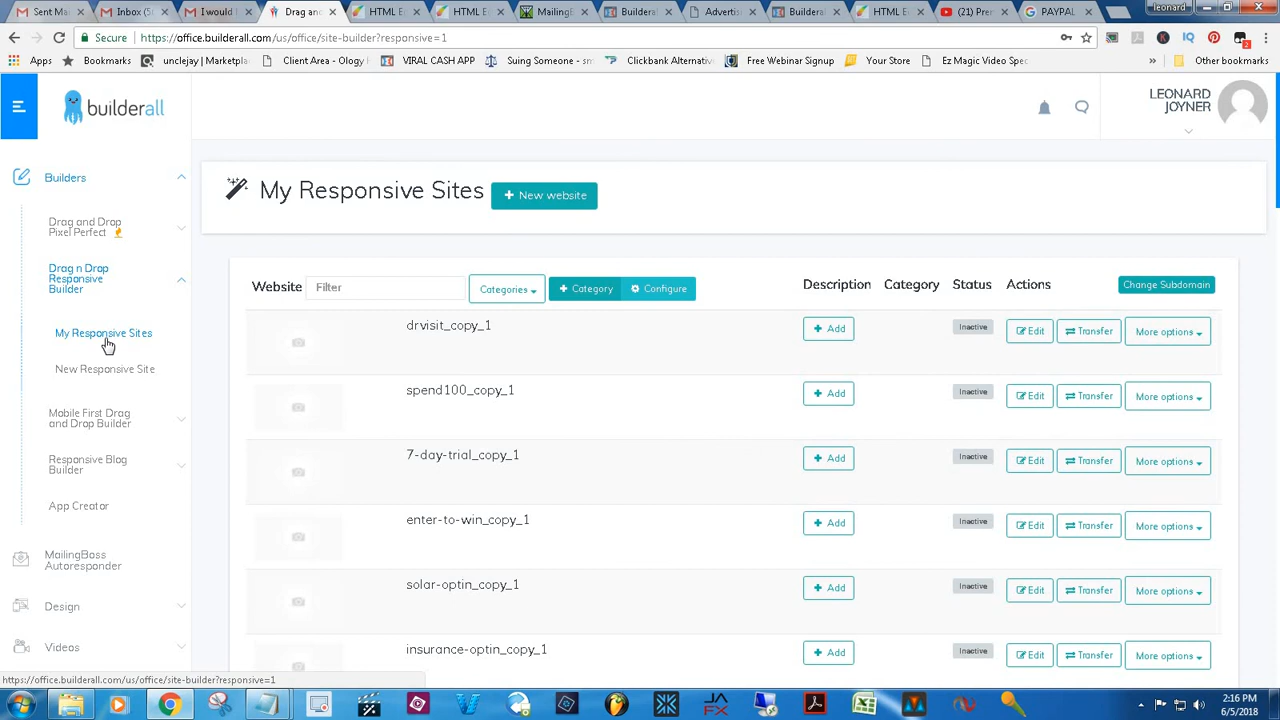 Sent Ma
Inbox (5
I would
Drag an
HTML E
HTML E
MailingB
Builderal
Adverti
Builderal
HTML E
(21) Pre
PAYPAL
leonard
Secure
https://office.builderall.com/us/office/site-builder?responsive=1
Apps
Bookmarks
unclejay | Marketpla
Client Area - Ology
VIRAL CASH APP
Suing Someone - sm
Clickbank Alternativ
Free Webinar Signup
Your Store
Ez Magic Video Spec
»
Other bookmarks
builderall
LEONARD
JOYNER
Builders
Drag and Drop
Pixel Perfect
Drag n Drop
Responsive
Builder
My Responsive Sites
New Responsive Site
Mobile First Drag
and Drop Builder
Responsive Blog
Builder
App Creator
MailingBoss
Autoresponder
Design
Videos
My Responsive Sites
+ New website
Website
Filter
Categories
+ Category
Configure
Description
Category
Status
Actions
Change Subdomain
drvisit_copy_1
+ Add
Inactive
Edit
Transfer
More options
spend100_copy_1
+ Add
Inactive
Edit
Transfer
More options
7-day-trial_copy_1
+ Add
Inactive
Edit
Transfer
More options
enter-to-win_copy_1
+ Add
Inactive
Edit
Transfer
More options
solar-optin_copy_1
+ Add
Inactive
Edit
Transfer
More options
insurance-optin_copy_1
+ Add
Inactive
Edit
Transfer
More options
https://office.builderall.com/us/office/site-builder?responsive=1
2:16 PM
6/5/2018